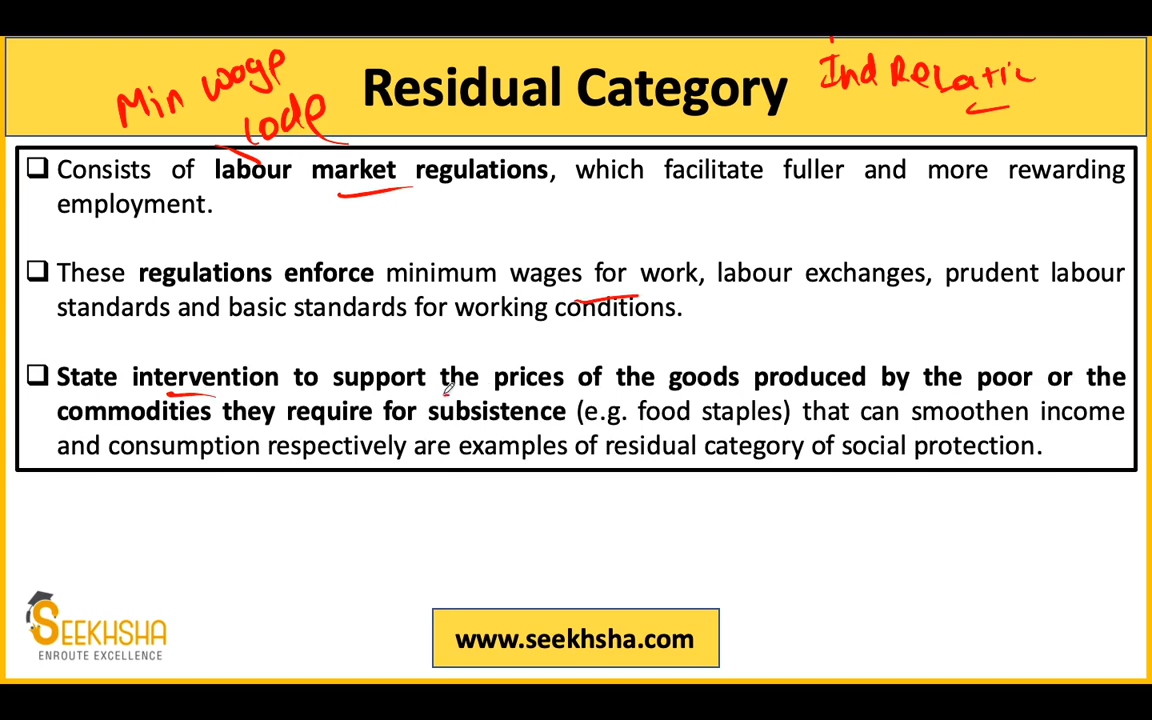 Min wage
code
Residual Category
Ind Relatic
❑ Consists of labour market regulations, which facilitate fuller and more rewarding
employment.
❑ These regulations enforce minimum wages for work, labour exchanges, prudent labour
standards and basic standards for working conditions.
❑ State intervention to support the prices of the goods produced by the poor or the
commodities they require for subsistence (e.g. food staples) that can smoothen income
and consumption respectively are examples of residual category of social protection.
SEEKHSHA
ENROUTE EXCELLENCE
www.seekhsha.com